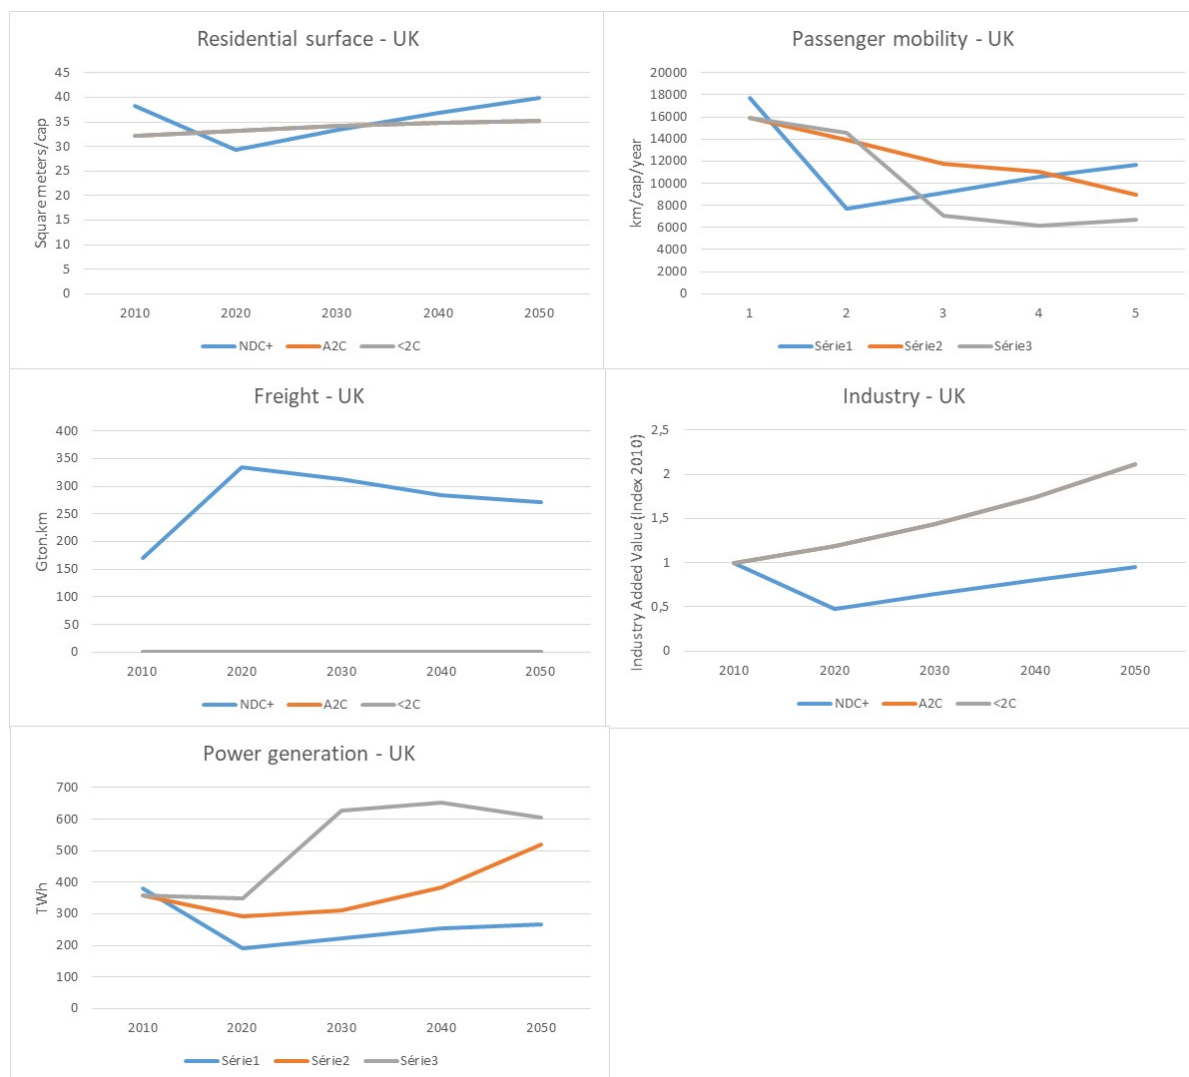 Residential surface - UK
Square meters/cap
45
40
35
30
25
20
15
10
5
0
2010 2020 2030 2040 2050
NDC+ A2C <2C
Passenger mobility - UK
km/cap/year
20000
18000
16000
14000
12000
10000
8000
6000
4000
2000
0
1 2 3 4 5
Série1 Série2 Série3
Freight - UK
Gton.km
400
350
300
250
200
150
100
50
0
2010 2020 2030 2040 2050
NDC+ A2C <2C
Industry - UK
Industry Added Value (Index 2010)
2,5
2
1,5
1
0,5
0
2010 2020 2030 2040 2050
NDC+ A2C <2C
Power generation - UK
TWh
700
600
500
400
300
200
100
0
2010 2020 2030 2040 2050
Série1 Série2 Série3